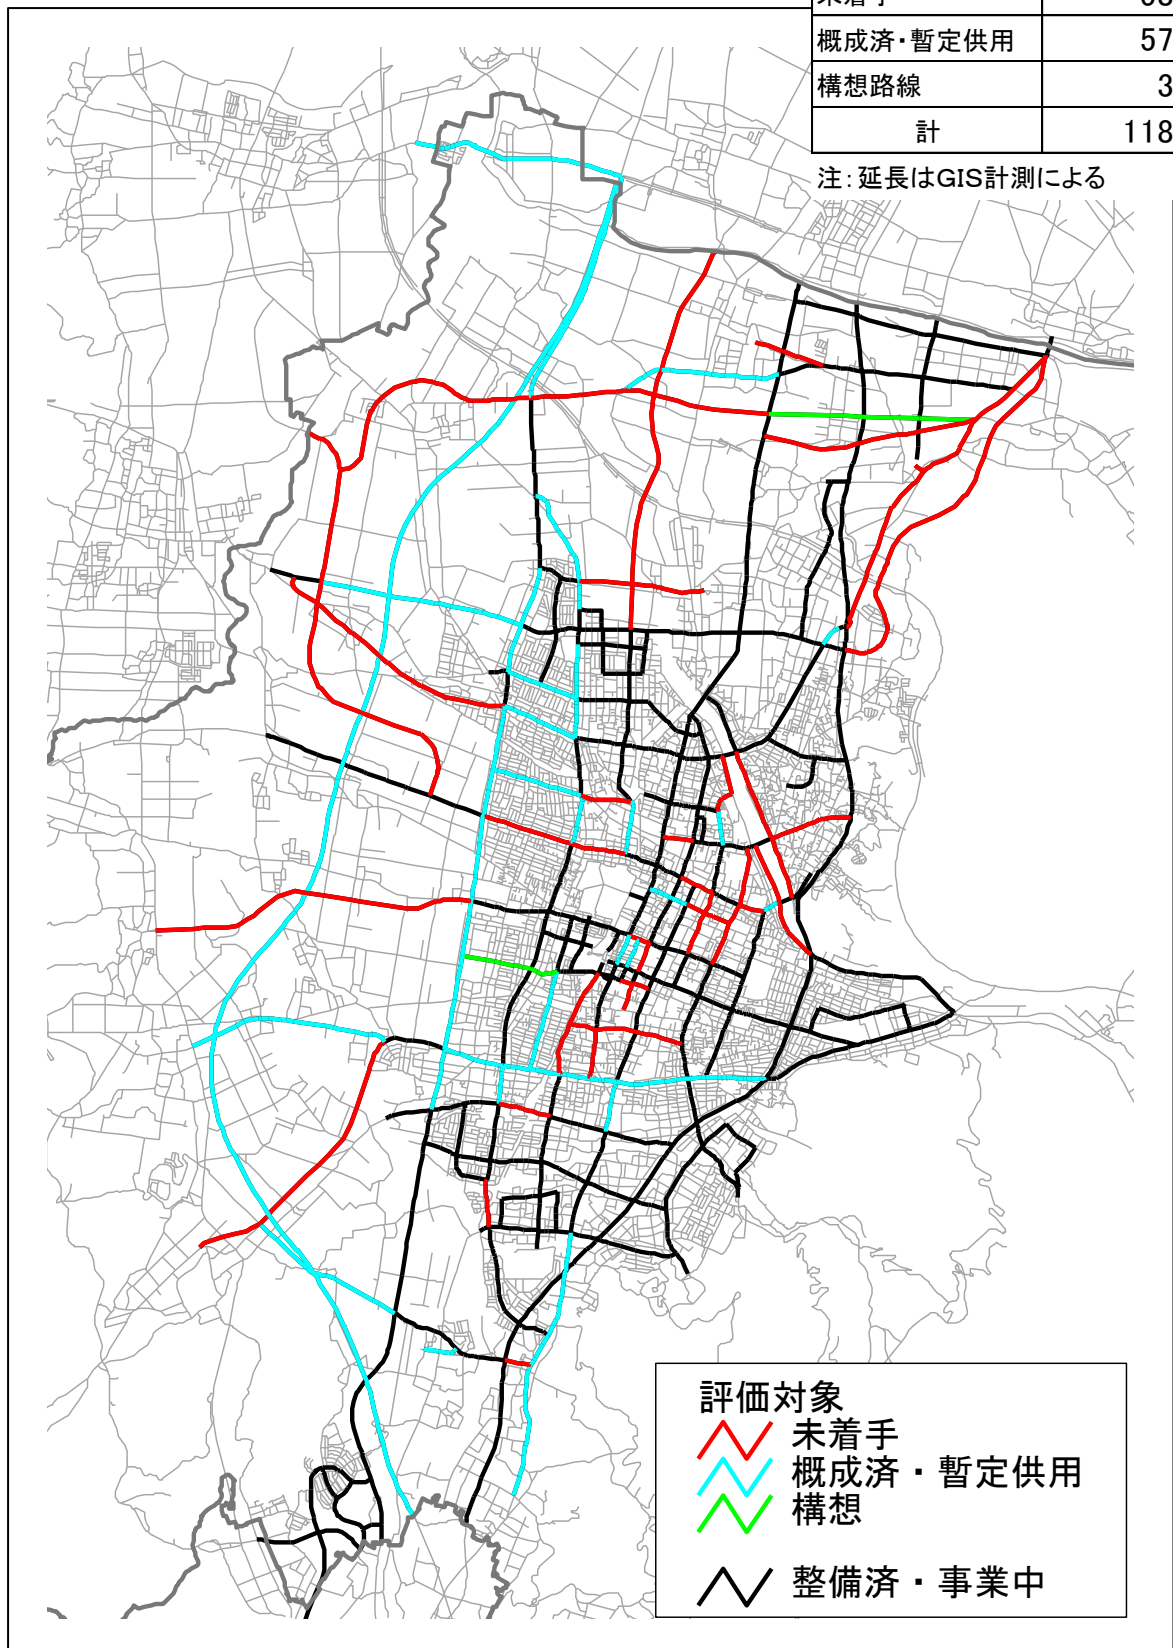 概成済・暫定供用 57
構想路線 3
計 118
注:延長はGIS計測による
評価対象
未着手
概成済・暫定供用
構想
整備済・事業中